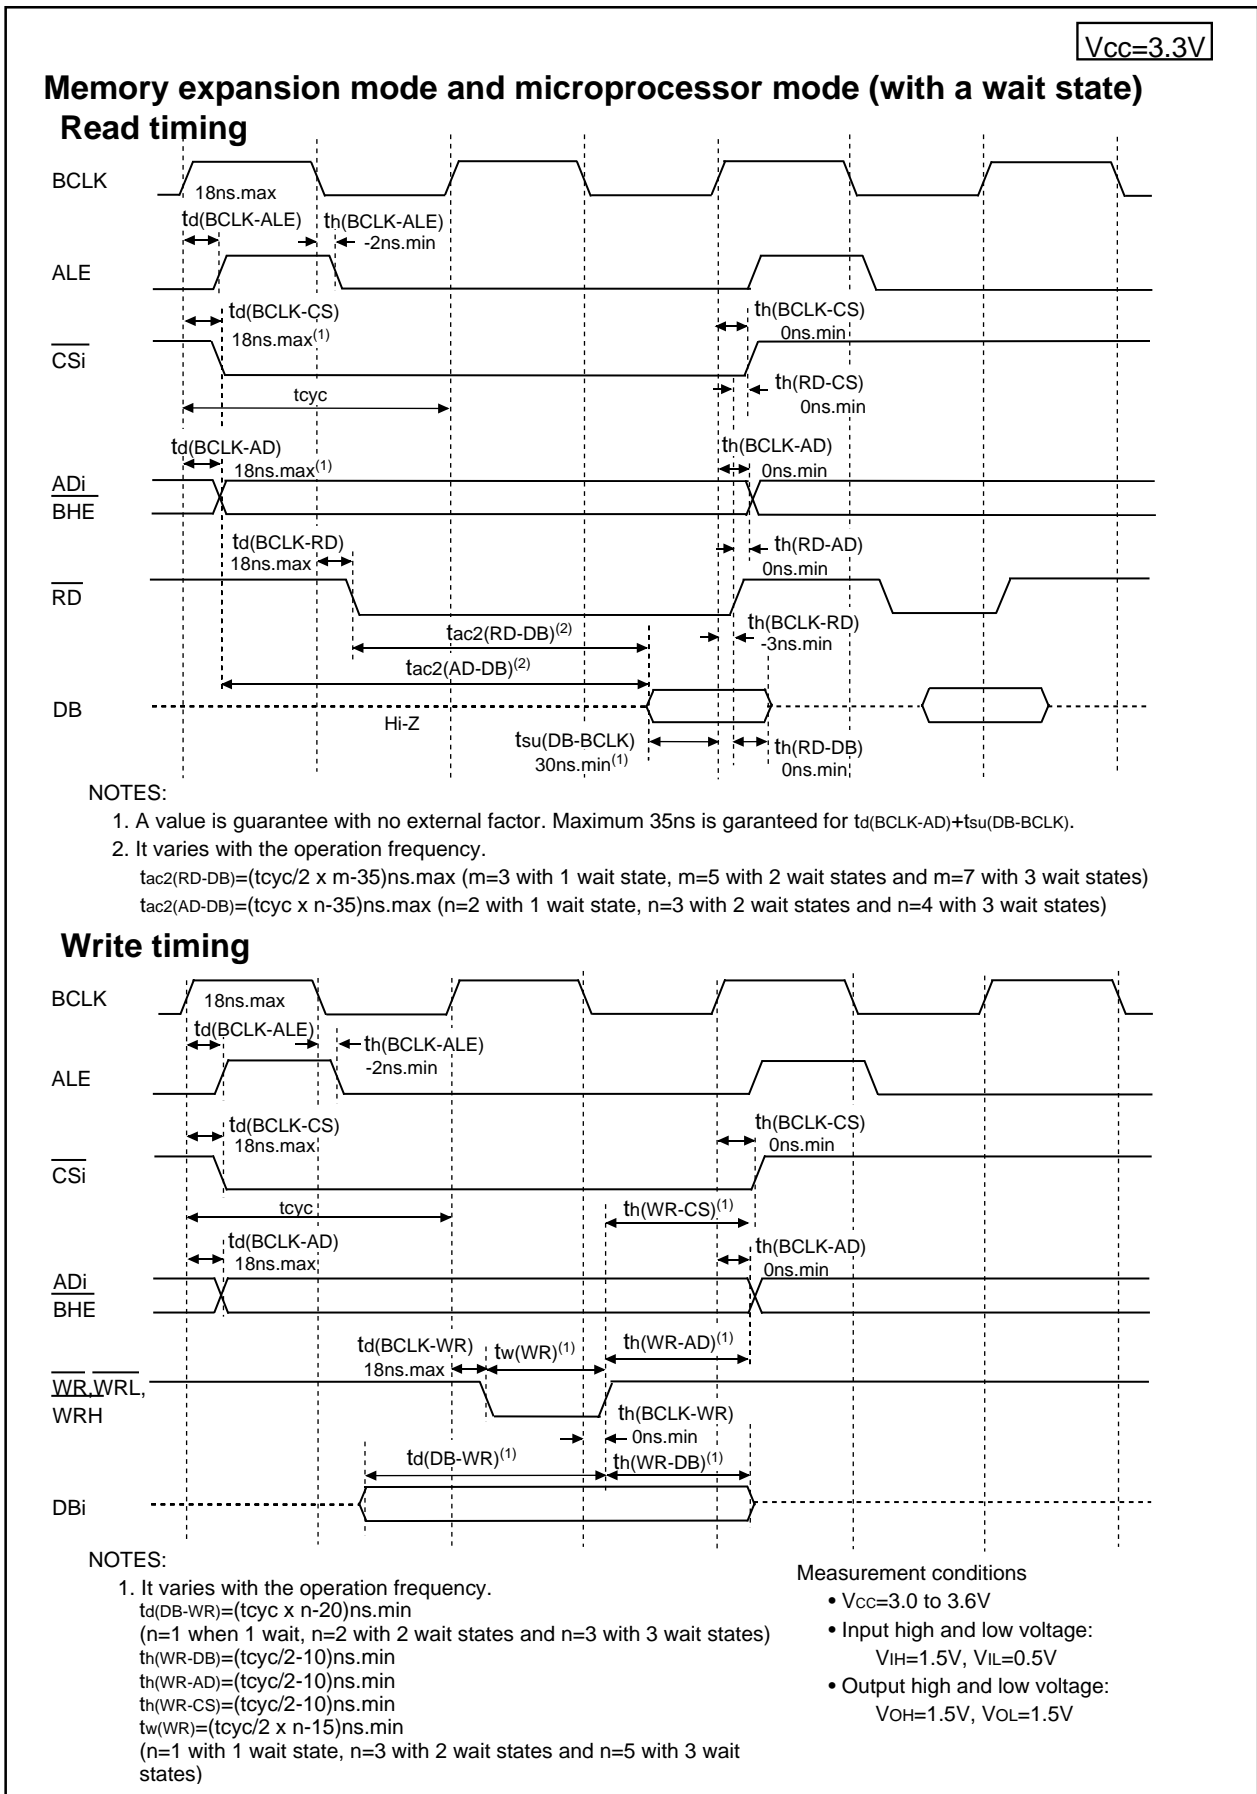 Vcc=3.3V
Memory expansion mode and microprocessor mode (with a wait state)
Read timing
BCLK
18ns.max
td(BCLK-ALE)
th(BCLK-ALE)
-2ns.min
ALE
td(BCLK-CS)
18ns.max(1)
th(BCLK-CS)
0ns.min
CSi
th(RD-CS)
0ns.min
tcyc
td(BCLK-AD)
18ns.max(1)
th(BCLK-AD)
0ns.min
ADi
BHE
td(BCLK-RD)
18ns.max
th(RD-AD)
0ns.min
RD
tac2(RD-DB)(2)
th(BCLK-RD)
-3ns.min
tac2(AD-DB)(2)
DB
Hi-Z
tsu(DB-BCLK)
30ns.min(1)
th(RD-DB)
0ns.min
NOTES:
1. A value is guarantee with no external factor. Maximum 35ns is garanteed for td(BCLK-AD)+tsu(DB-BCLK).
2. It varies with the operation frequency.
tac2(RD-DB)=(tcyc/2 x m-35)ns.max (m=3 with 1 wait state, m=5 with 2 wait states and m=7 with 3 wait states)
tac2(AD-DB)=(tcyc x n-35)ns.max (n=2 with 1 wait state, n=3 with 2 wait states and n=4 with 3 wait states)
Write timing
BCLK
18ns.max
td(BCLK-ALE)
th(BCLK-ALE)
-2ns.min
ALE
td(BCLK-CS)
18ns.max
th(BCLK-CS)
0ns.min
CSi
tcyc
th(WR-CS)(1)
td(BCLK-AD)
18ns.max
th(BCLK-AD)
0ns.min
ADi
BHE
td(BCLK-WR)
18ns.max
tw(WR)(1)
th(WR-AD)(1)
WR,WRL,
WRH
th(BCLK-WR)
0ns.min
td(DB-WR)(1)
th(WR-DB)(1)
DBi
NOTES:
1. It varies with the operation frequency.
td(DB-WR)=(tcyc x n-20)ns.min
(n=1 when 1 wait, n=2 with 2 wait states and n=3 with 3 wait states)
th(WR-DB)=(tcyc/2-10)ns.min
th(WR-AD)=(tcyc/2-10)ns.min
th(WR-CS)=(tcyc/2-10)ns.min
tw(WR)=(tcyc/2 x n-15)ns.min
(n=1 with 1 wait state, n=3 with 2 wait states and n=5 with 3 wait
states)
Measurement conditions
• VCC=3.0 to 3.6V
• Input high and low voltage:
VIH=1.5V, VIL=0.5V
• Output high and low voltage:
VOH=1.5V, VOL=1.5V